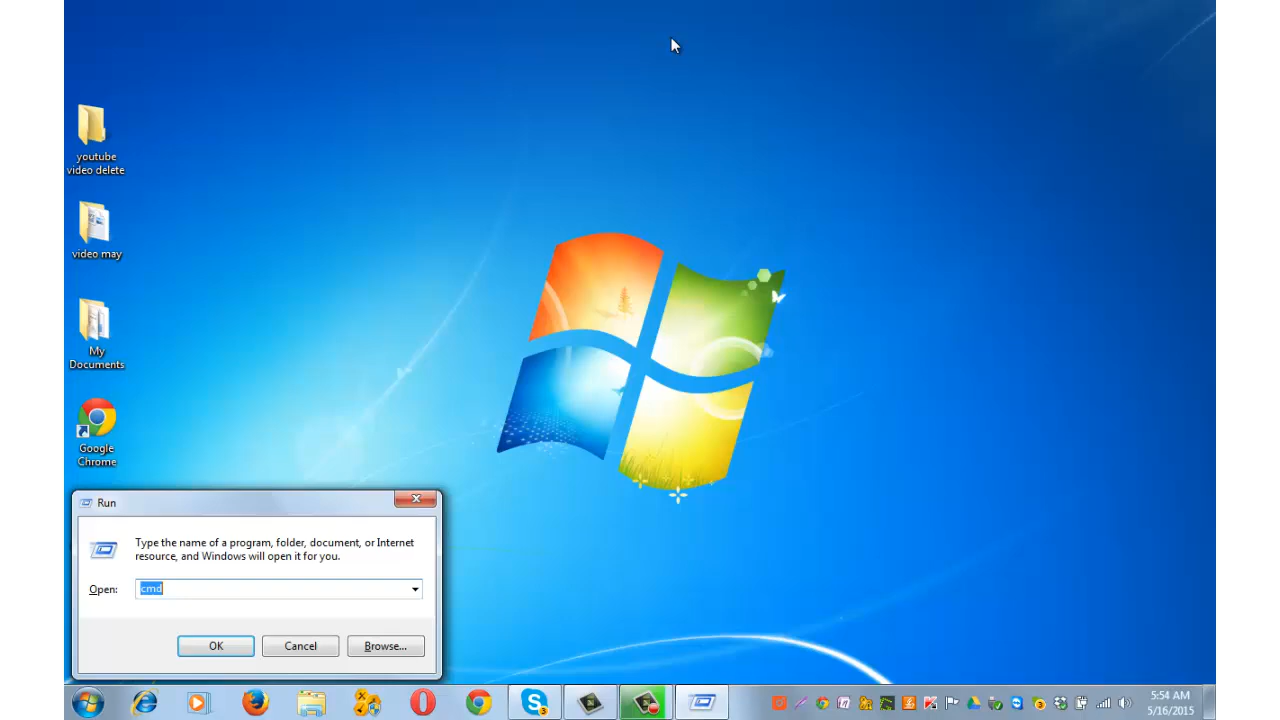 youtube
video delete
video may
My
Documents
Google
Chrome
Run
Type the name of a program, folder, document, or Internet
resource, and Windows will open it for you.
Open:
cmd
OK
Cancel
Browse...
3
3
5:54 AM
5/16/2015